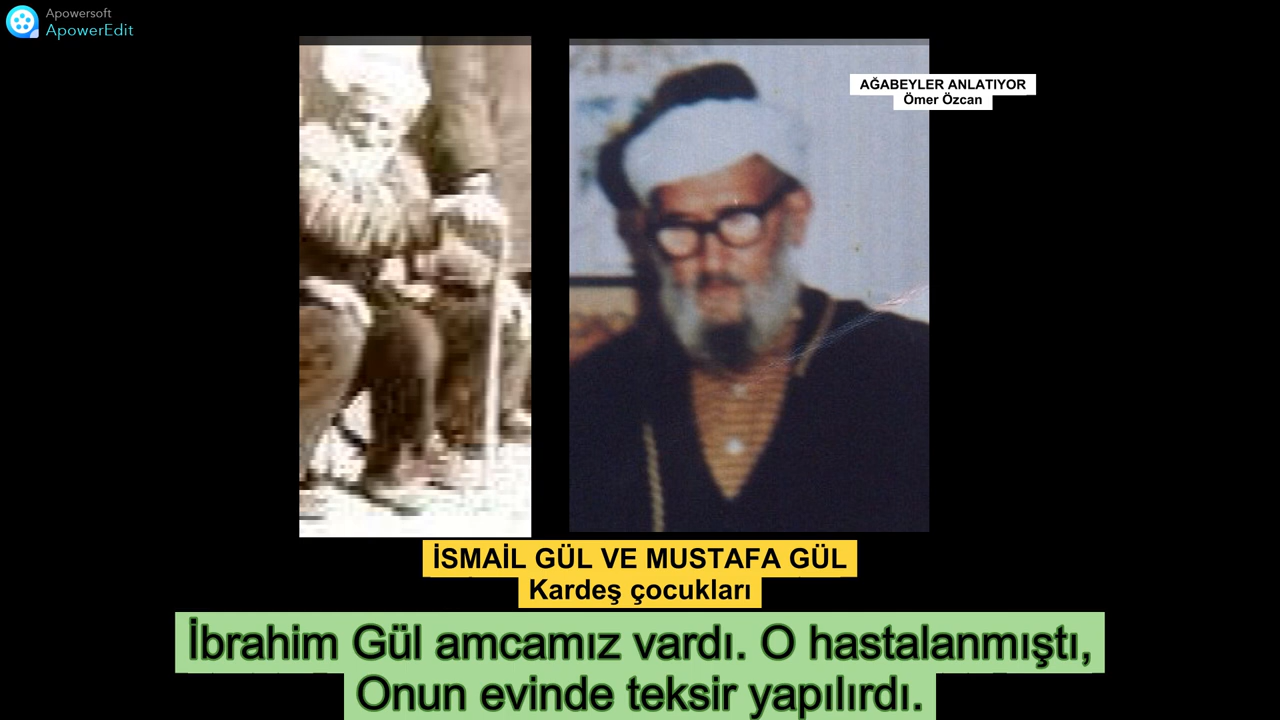 Apowersoft
ApowerEdit
AĞABEYLER ANLATIYOR
Ömer Özcan
İSMAİL GÜL VE MUSTAFA GÜL
Kardeş çocukları
İbrahim Gül amcamız vardı. O hastalanmıştı,
Onun evinde teksir yapılırdı.